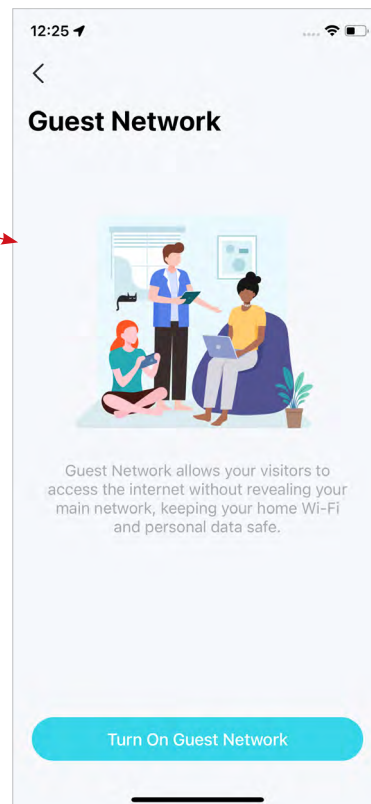 12:25
Guest Network
Guest Network allows your visitors to
access the internet without revealing your
main network, keeping your home Wi-Fi
and personal data safe.
Turn On Guest Network